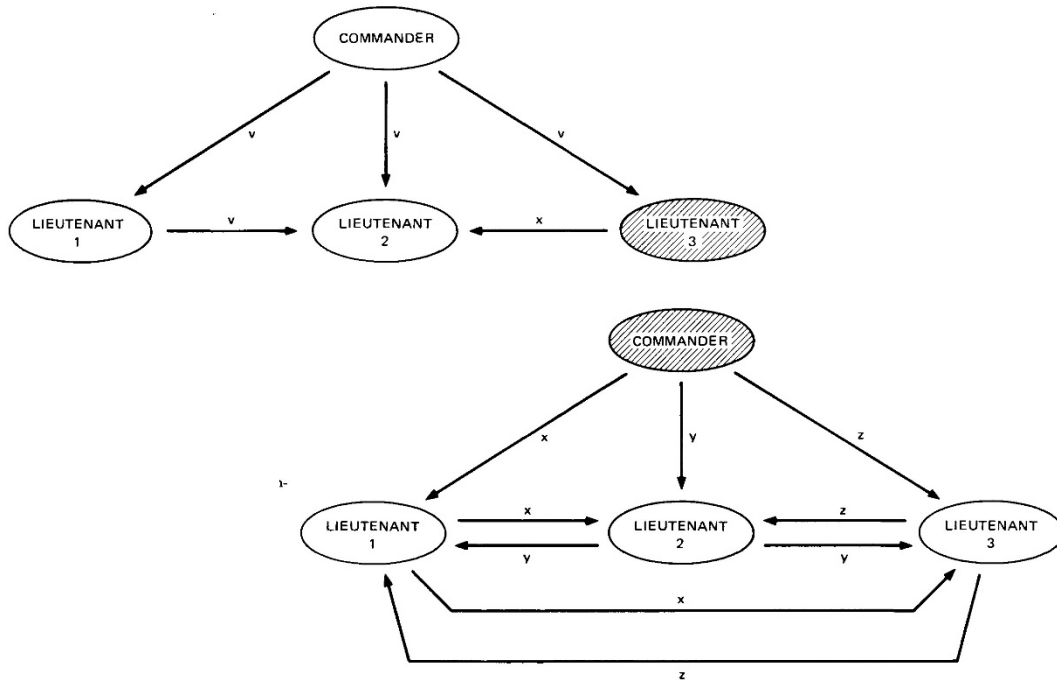 COMMANDER
v
v
v
LIEUTENANT
1
v
LIEUTENANT
2
x
LIEUTENANT
3
COMMANDER
x
y
z
ı-
LIEUTENANT
1
x
y
LIEUTENANT
2
z
y
LIEUTENANT
3
x
z